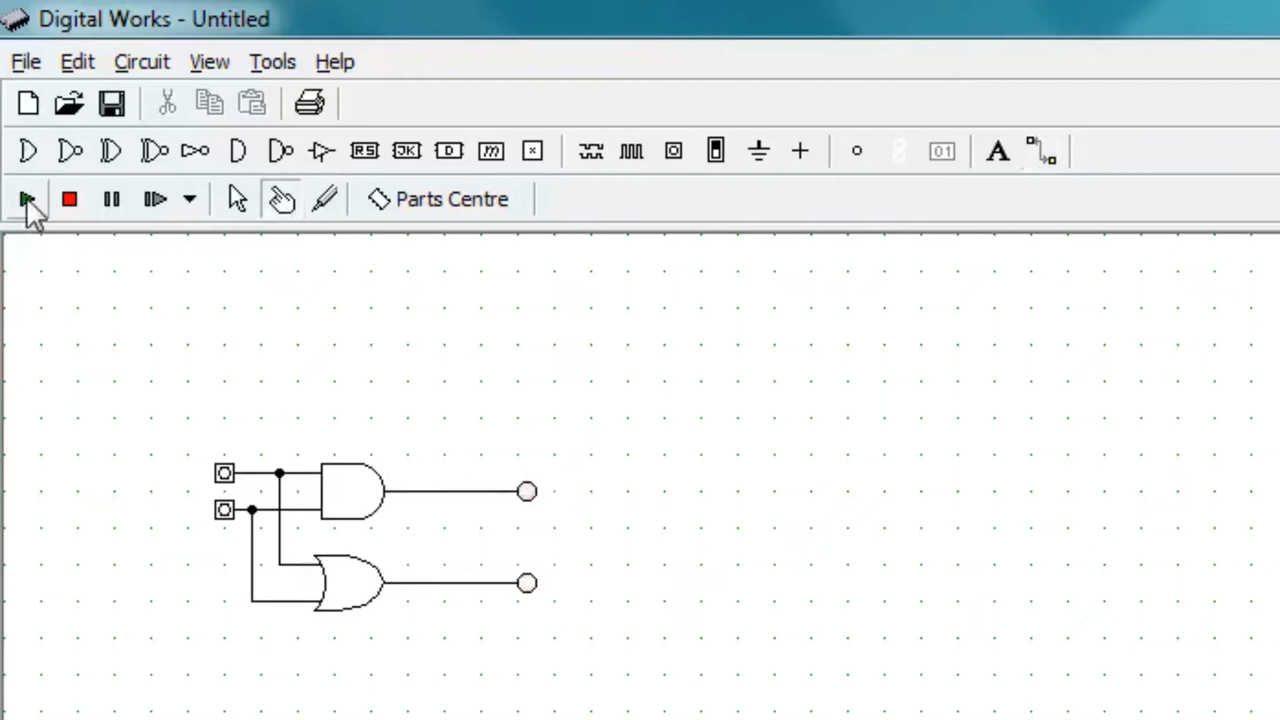 Digital Works - Untitled
File Edit Circuit View Tools Help
RS JK D m x 01 A
Parts Centre